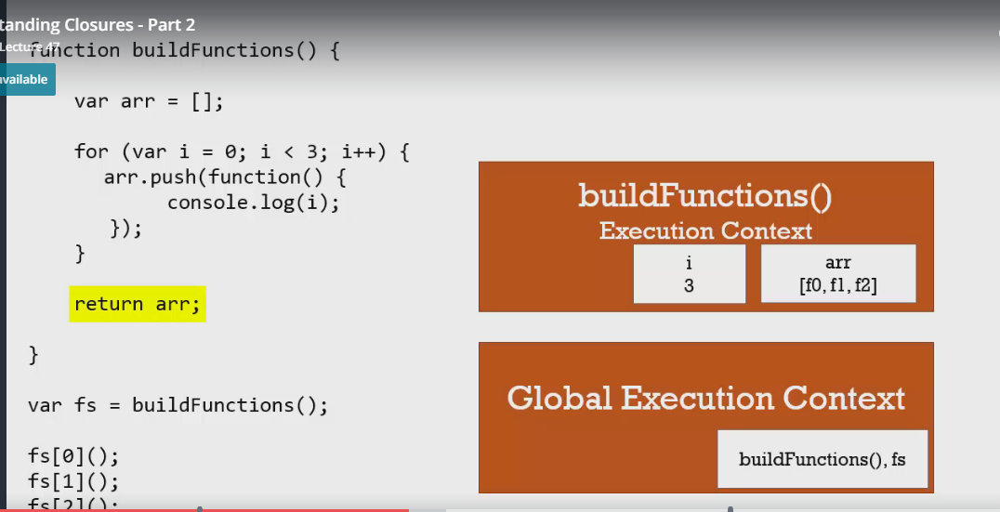 tanding Closures - Part 2
Lecture 47
function buildFunctions() {
vailable
var arr = [];
for (var i = 0; i < 3; i++) {
arr.push(function() {
console.log(i);
});
}
return arr;
}
var fs = buildFunctions();
fs[0]();
fs[1]();
fs[2]();
buildFunctions()
Execution Context
i
3
arr
[f0, f1, f2]
Global Execution Context
buildFunctions(), fs